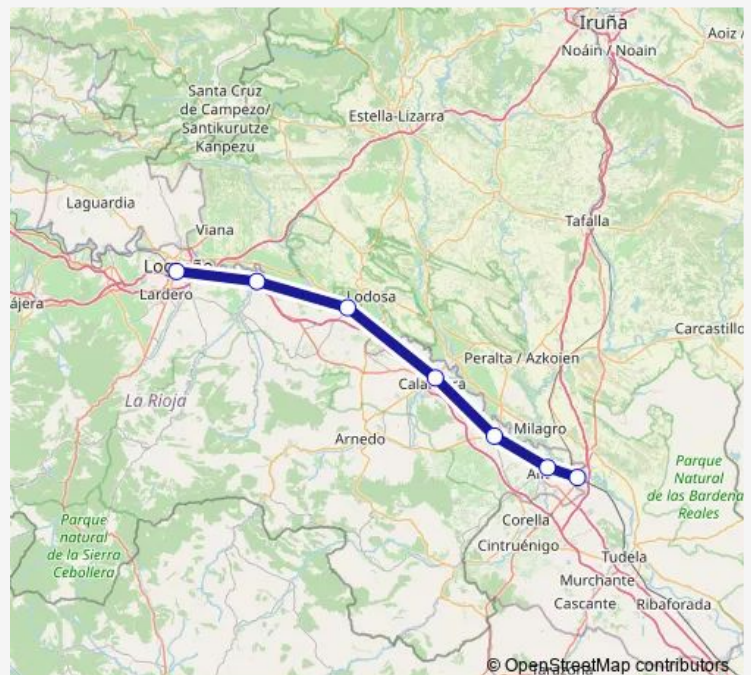 Iruña
Noáin / Noain
Aoiz /
Santa Cruz
de Campezo/
Santikurutze
Kanpezu
Estella-Lizarra
Laguardia
Viana
Tafalla
Lardero
ájera
Lodosa
Carcastillo
Peralta / Azkoien
La Rioja
Arnedo
Milagro
Parque
Natural
de las Bardena
Reales
Corella
Cintruénigo
Parque
natural
de la Sierra
Cebollera
Tudela
Murchante
Cascante
Ribaforada
© OpenStreetMap contributors